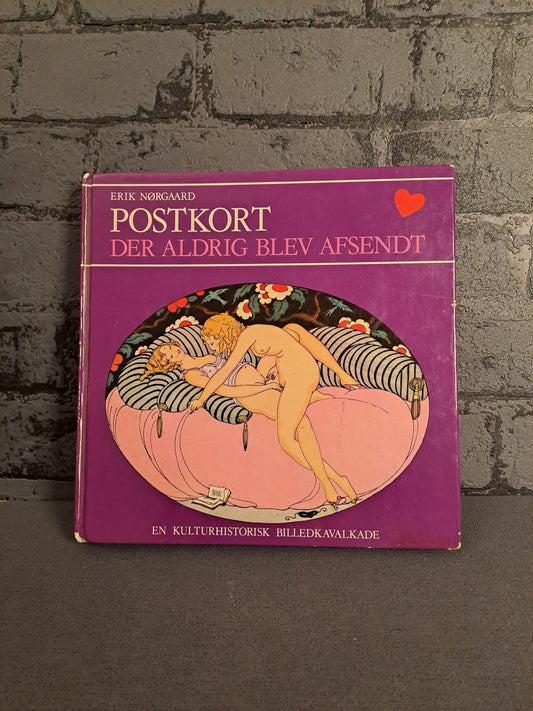 ERIK NØRGAARD
POSTKORT
DER ALDRIG BLEV AFSENDT
EN KULTURHISTORISK BILLEDKAVALKADE